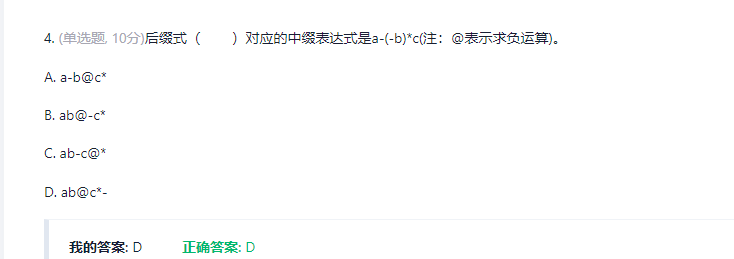 4. (单选题, 10分)后缀式（　　）对应的中缀表达式是a-(-b)*c(注：@表示求负运算)。
A. a-b@c*
B. ab@-c*
C. ab-c@*
D. ab@c*-
我的答案: D 正确答案: D